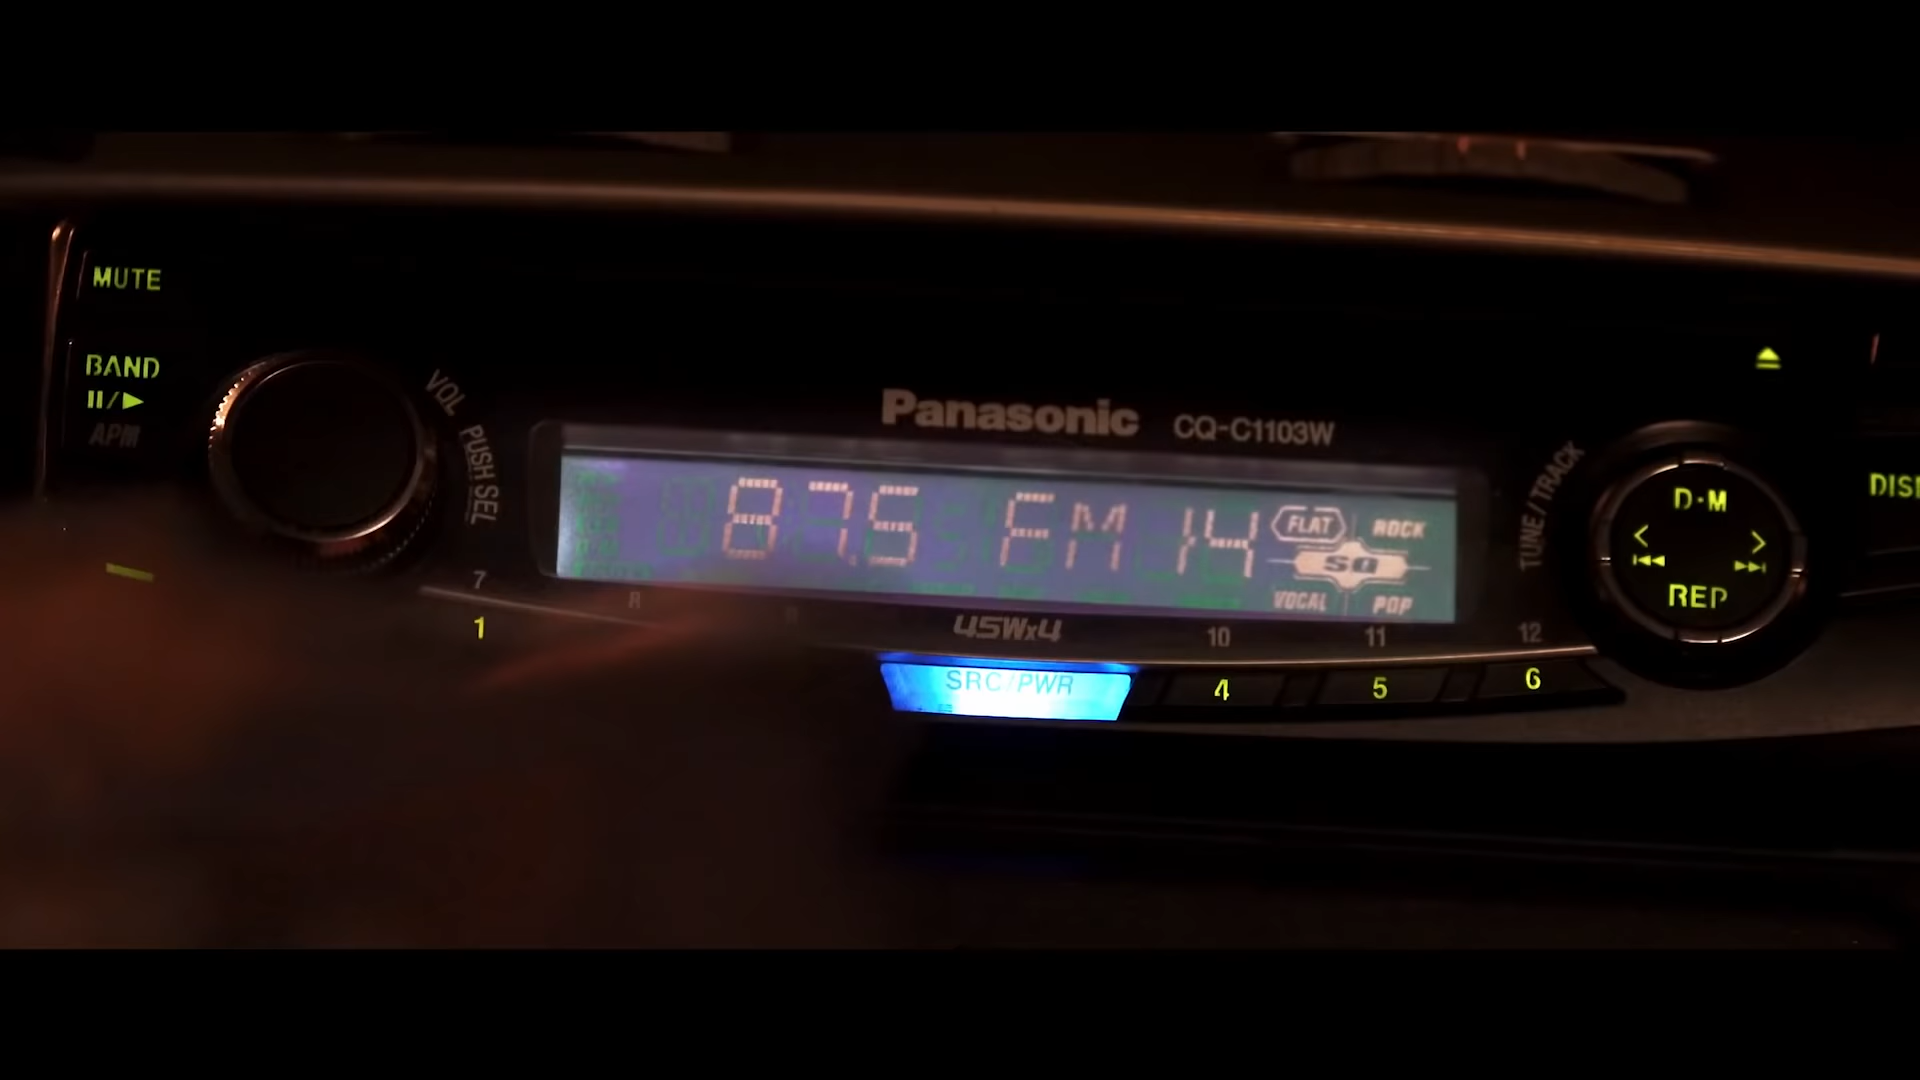 MUTE
BAND
II/▶
APM
VOL PUSH SEL
Panasonic CQ-C1103W
87.5 FM 14
FLAT ROCK
SQ
VOCAL POP
TUNE/TRACK
D·M
REP
DISP
7 8 10 11 12
45Wx4
1 4 5 6
SRC/PWR